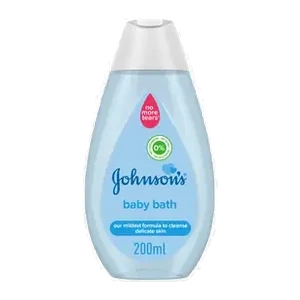 no
more
tears®
0%
Johnson's
baby bath
our mildest formula to cleanse
delicate skin
200ml